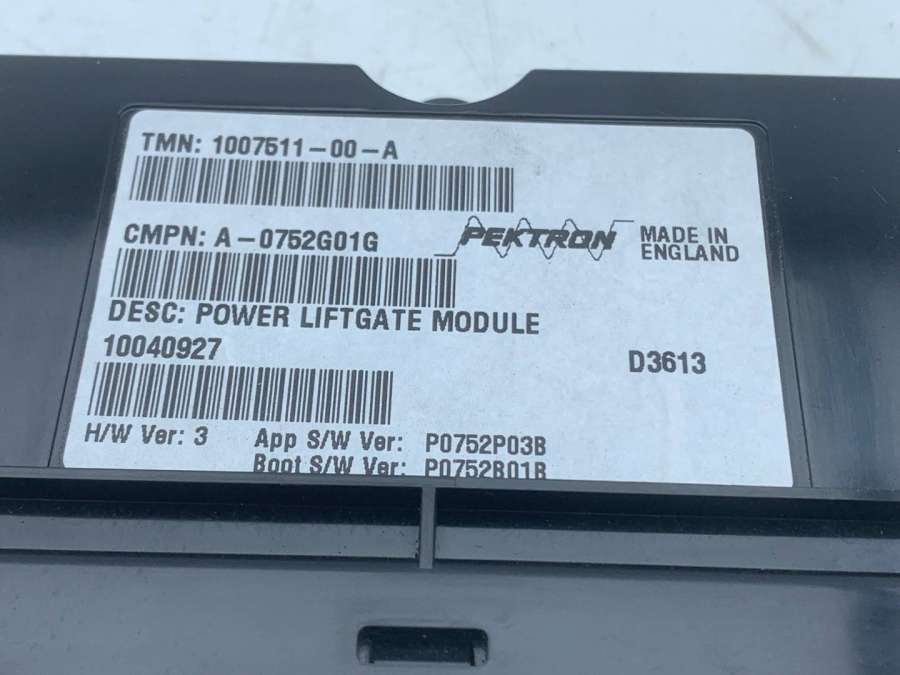 TMN: 1007511-00-A
CMPN: A-0752G01G
PEKTRON
MADE IN
ENGLAND
DESC: POWER LIFTGATE MODULE
10040927
D3613
H/W Ver: 3 App S/W Ver: P0752P03B
Boot S/W Ver: P0752B01B